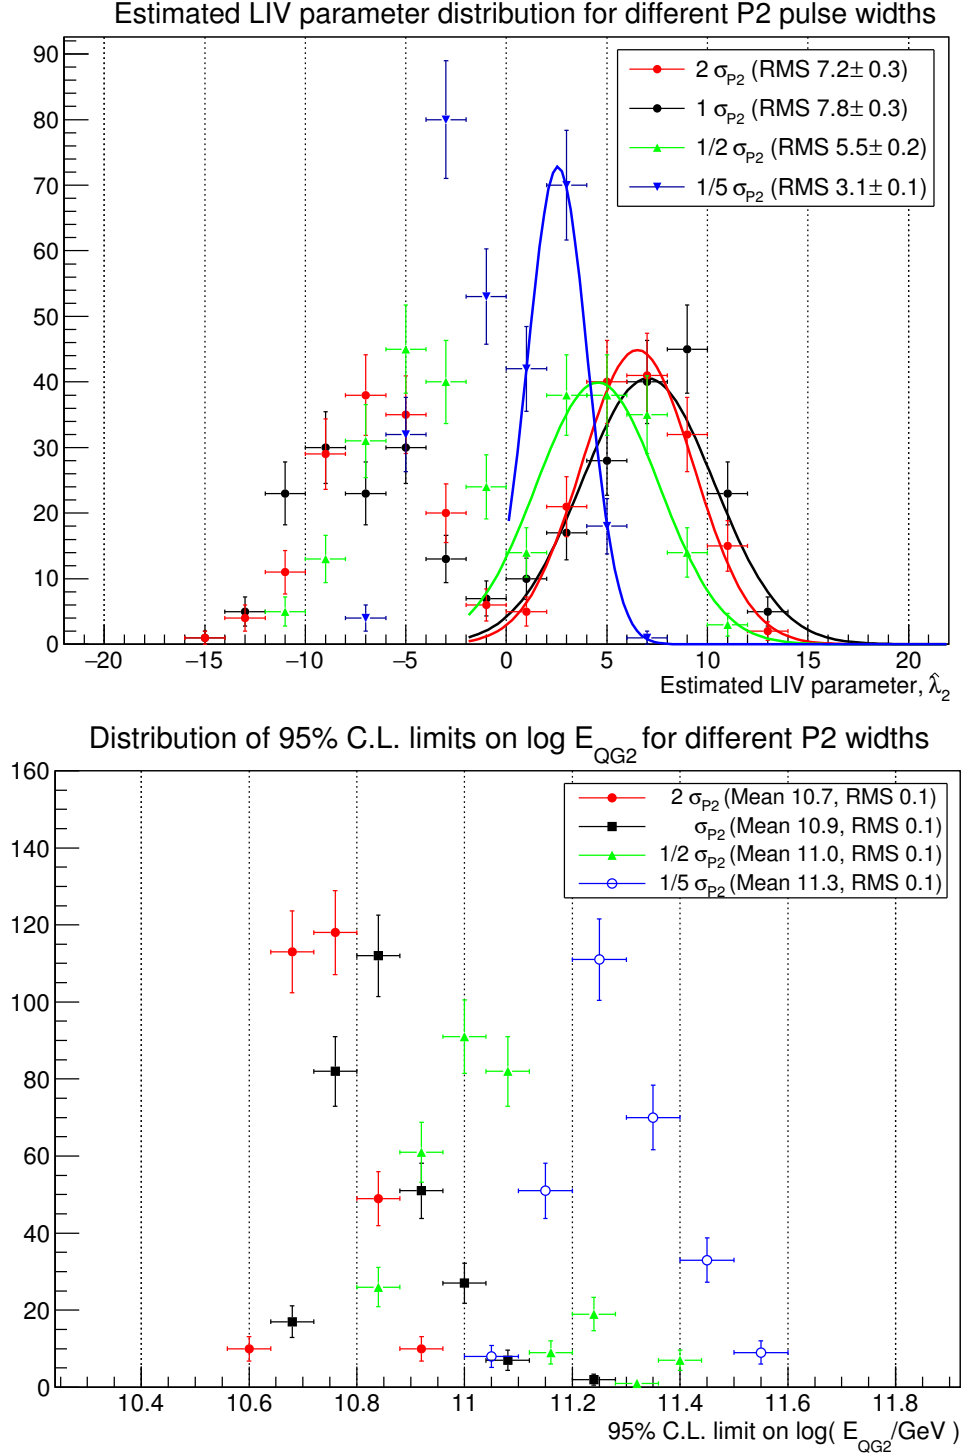 Estimated LIV parameter distribution for different P2 pulse widths
2 σP2 (RMS 7.2± 0.3)
1 σP2 (RMS 7.8± 0.3)
1/2 σP2 (RMS 5.5± 0.2)
1/5 σP2 (RMS 3.1± 0.1)
90
80
70
60
50
40
30
20
10
0
−20 −15 −10 −5 0 5 10 15 20
Estimated LIV parameter, λ̂2
Distribution of 95% C.L. limits on log EQG2 for different P2 widths
2 σP2 (Mean 10.7, RMS 0.1)
σP2 (Mean 10.9, RMS 0.1)
1/2 σP2 (Mean 11.0, RMS 0.1)
1/5 σP2 (Mean 11.3, RMS 0.1)
160
140
120
100
80
60
40
20
0
10.4 10.6 10.8 11 11.2 11.4 11.6 11.8
95% C.L. limit on log( EQG2/GeV )